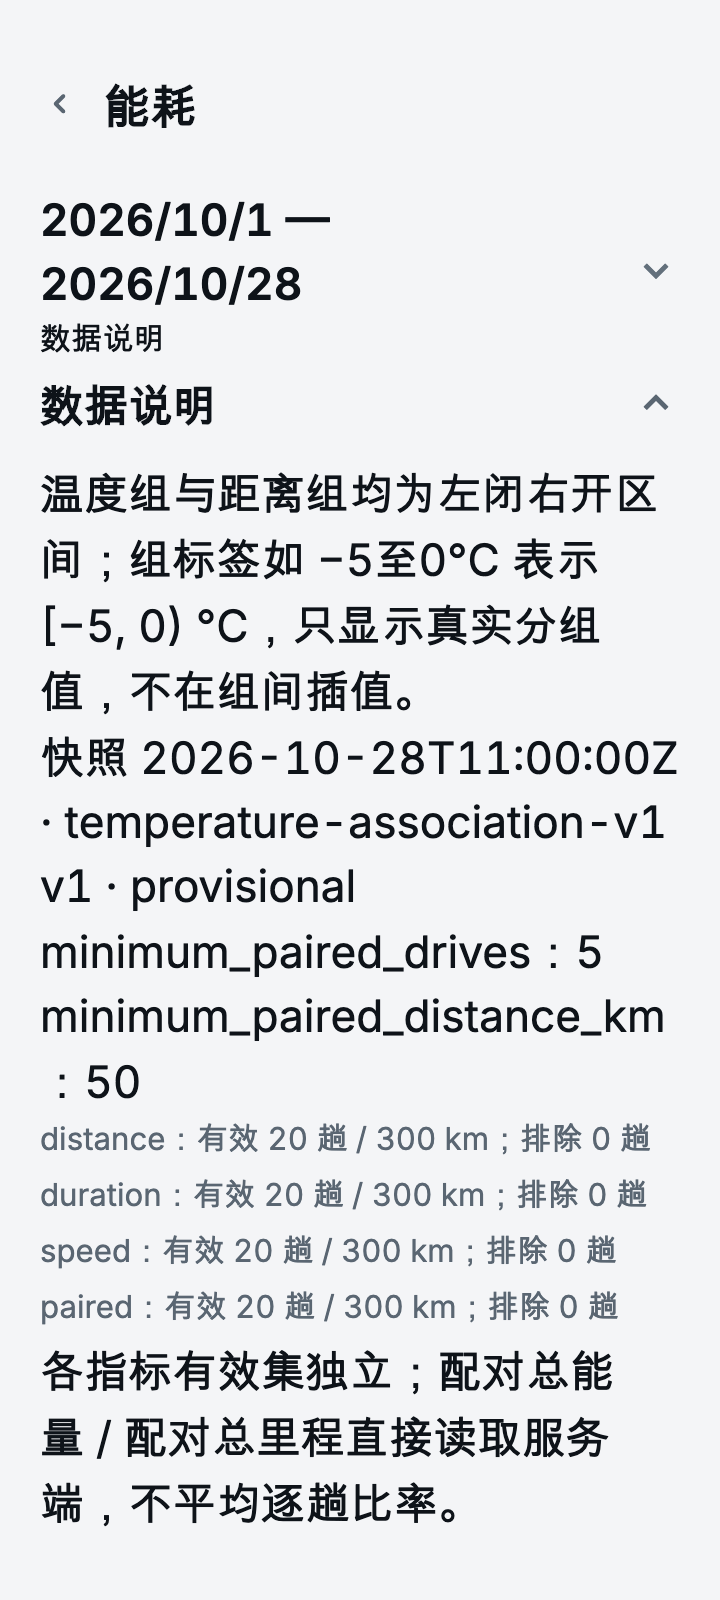 能耗
2026/10/1 —
2026/10/28
数据说明
数据说明
温度组与距离组均为左闭右开区
间；组标签如 −5至0°C 表示
[−5, 0) °C，只显示真实分组
值，不在组间插值。
快照 2026-10-28T11:00:00Z
· temperature-association-v1
v1 · provisional
minimum_paired_drives：5
minimum_paired_distance_km
：50
distance：有效 20 趟 / 300 km；排除 0 趟
duration：有效 20 趟 / 300 km；排除 0 趟
speed：有效 20 趟 / 300 km；排除 0 趟
paired：有效 20 趟 / 300 km；排除 0 趟
各指标有效集独立；配对总能
量 / 配对总里程直接读取服务
端，不平均逐趟比率。